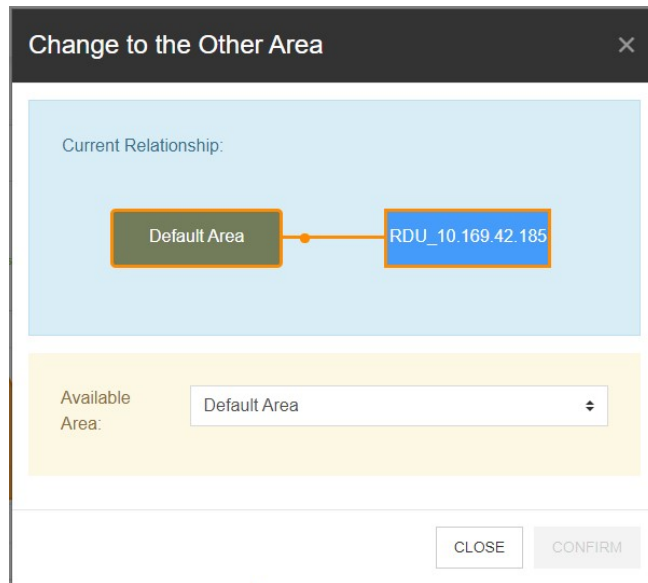 Change to the Other Area
×
Current Relationship:
Default Area
RDU_10.169.42.185
Available
Area:
Default Area
CLOSE
CONFIRM